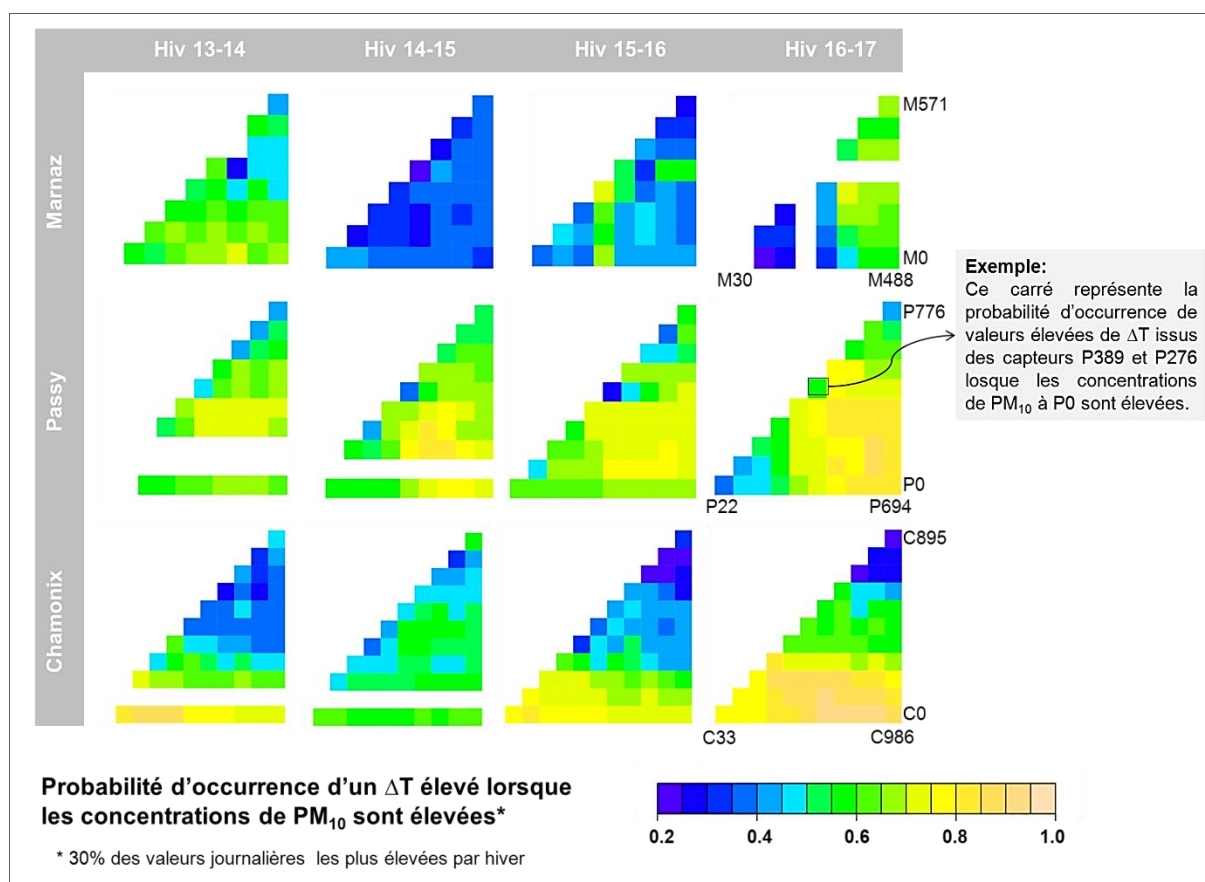 Hiv 13-14 Hiv 14-15 Hiv 15-16 Hiv 16-17
Marnaz
M571
M0
M30 M488
Exemple:
Ce carré représente la
probabilité d'occurrence de
valeurs élevées de ΔT issus
des capteurs P389 et P276
losque les concentrations
de PM₁₀ à P0 sont élevées.
Passy
P776
P0
P22 P694
Chamonix
C895
C0
C33 C986
Probabilité d'occurrence d'un ΔT élevé lorsque
les concentrations de PM₁₀ sont élevées*
* 30% des valeurs journalières les plus élevées par hiver
0.2 0.4 0.6 0.8 1.0